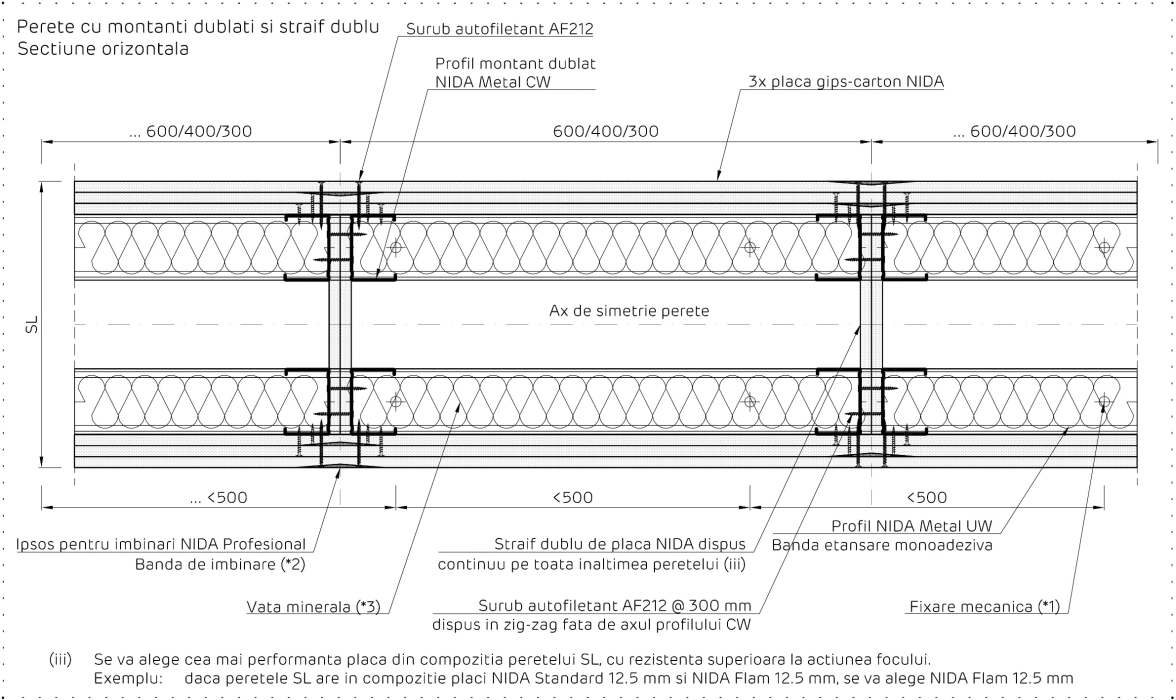 Perete cu montanti dublati si straif dublu
Sectiune orizontala
Surub autofiletant AF212
Profil montant dublat
NIDA Metal CW
3x placa gips-carton NIDA
... 600/400/300
600/400/300
... 600/400/300
SL
Ax de simetrie perete
... <500
<500
<500
Ipsos pentru imbinari NIDA Profesional
Banda de imbinare (*2)
Straif dublu de placa NIDA dispus
continuu pe toata inaltimea peretelui (iii)
Profil NIDA Metal UW
Banda etansare monoadeziva
Vata minerala (*3)
Surub autofiletant AF212 @ 300 mm
dispus in zig-zag fata de axul profilului CW
Fixare mecanica (*1)
(iii) Se va alege cea mai performanta placa din compozitia peretelui SL, cu rezistenta superioara la actiunea focului.
Exemplu: daca peretele SL are in compozitie placi NIDA Standard 12.5 mm si NIDA Flam 12.5 mm, se va alege NIDA Flam 12.5 mm